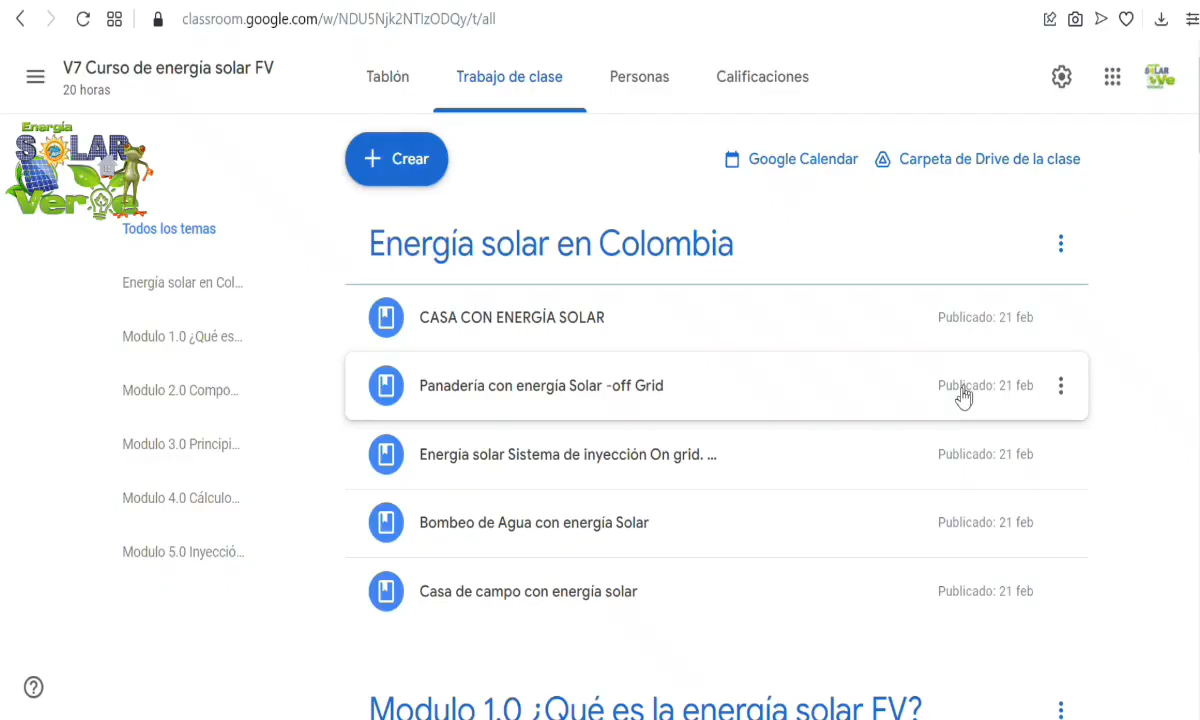 classroom.google.com/w/NDU5Njk2NTIzODQy/t/all
V7 Curso de energía solar FV
20 horas
Tablón
Trabajo de clase
Personas
Calificaciones
Energía
SOLAR
Verde
Crear
Google Calendar
Carpeta de Drive de la clase
Todos los temas
Energía solar en Col...
Modulo 1.0 ¿Qué es...
Modulo 2.0 Compo...
Modulo 3.0 Principi...
Modulo 4.0 Cálculo...
Modulo 5.0 Inyecció...
Energía solar en Colombia
CASA CON ENERGÍA SOLAR Publicado: 21 feb
Panadería con energía Solar -off Grid Publicado: 21 feb
Energía solar Sistema de inyección On grid. ... Publicado: 21 feb
Bombeo de Agua con energía Solar Publicado: 21 feb
Casa de campo con energía solar Publicado: 21 feb
Modulo 1.0 ¿Qué es la energía solar FV?